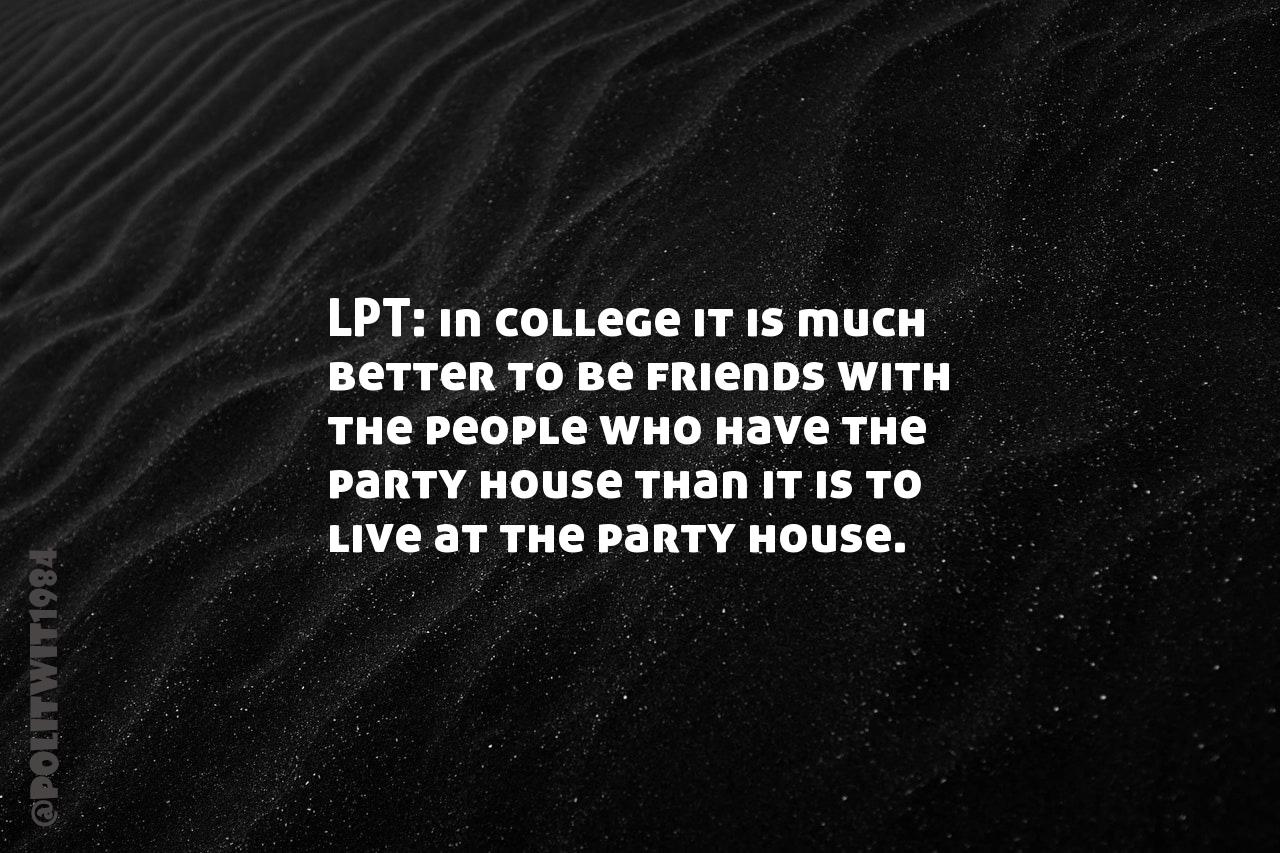 LPT: in college it is much
better to be friends with
the people who have the
party house than it is to
live at the party house.
@POLITWIT1984